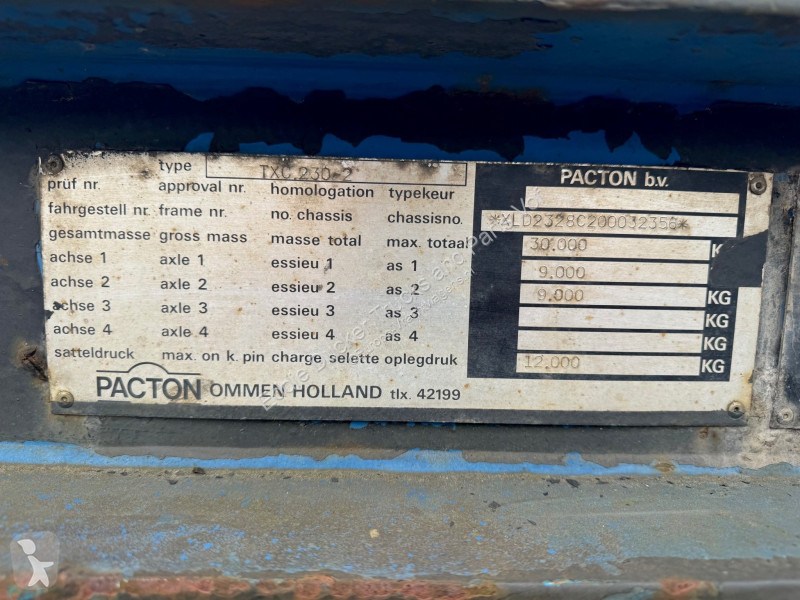 type TXC.230-2
PACTON b.v.
prüf nr. approval nr. homologation typekeur
fahrgestell nr. frame nr. no. chassis chassisno. *XLD2328C200032356*
gesamtmasse gross mass masse total max. totaal 30.000
achse 1 axle 1 essieu 1 as 1 9.000
achse 2 axle 2 essieu 2 as 2 9.000 KG
achse 3 axle 3 essieu 3 as 3 KG
achse 4 axle 4 essieu 4 as 4 KG
satteldruck max. on k. pin charge selette oplegdruk 12.000 KG
PACTON OMMEN HOLLAND tlx. 42199